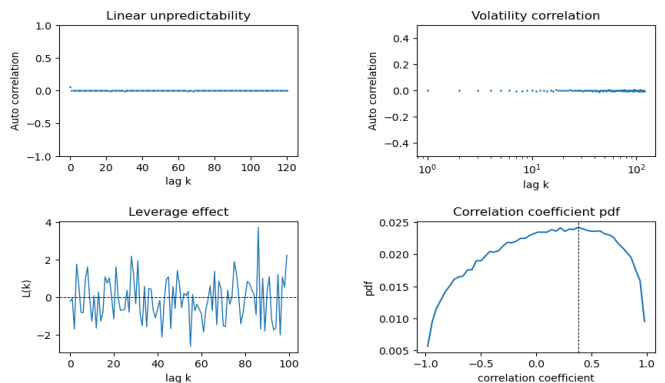 Linear unpredictability
1.0
0.5
0.0
−0.5
−1.0
Auto correlation
0 20 40 60 80 100 120
lag k
Volatility correlation
0.4
0.2
0.0
−0.2
−0.4
Auto correlation
10⁰ 10¹ 10²
lag k
Leverage effect
4
2
0
−2
L(k)
0 20 40 60 80 100
lag k
Correlation coefficient pdf
0.025
0.020
0.015
0.010
0.005
pdf
−1.0 −0.5 0.0 0.5 1.0
correlation coefficient